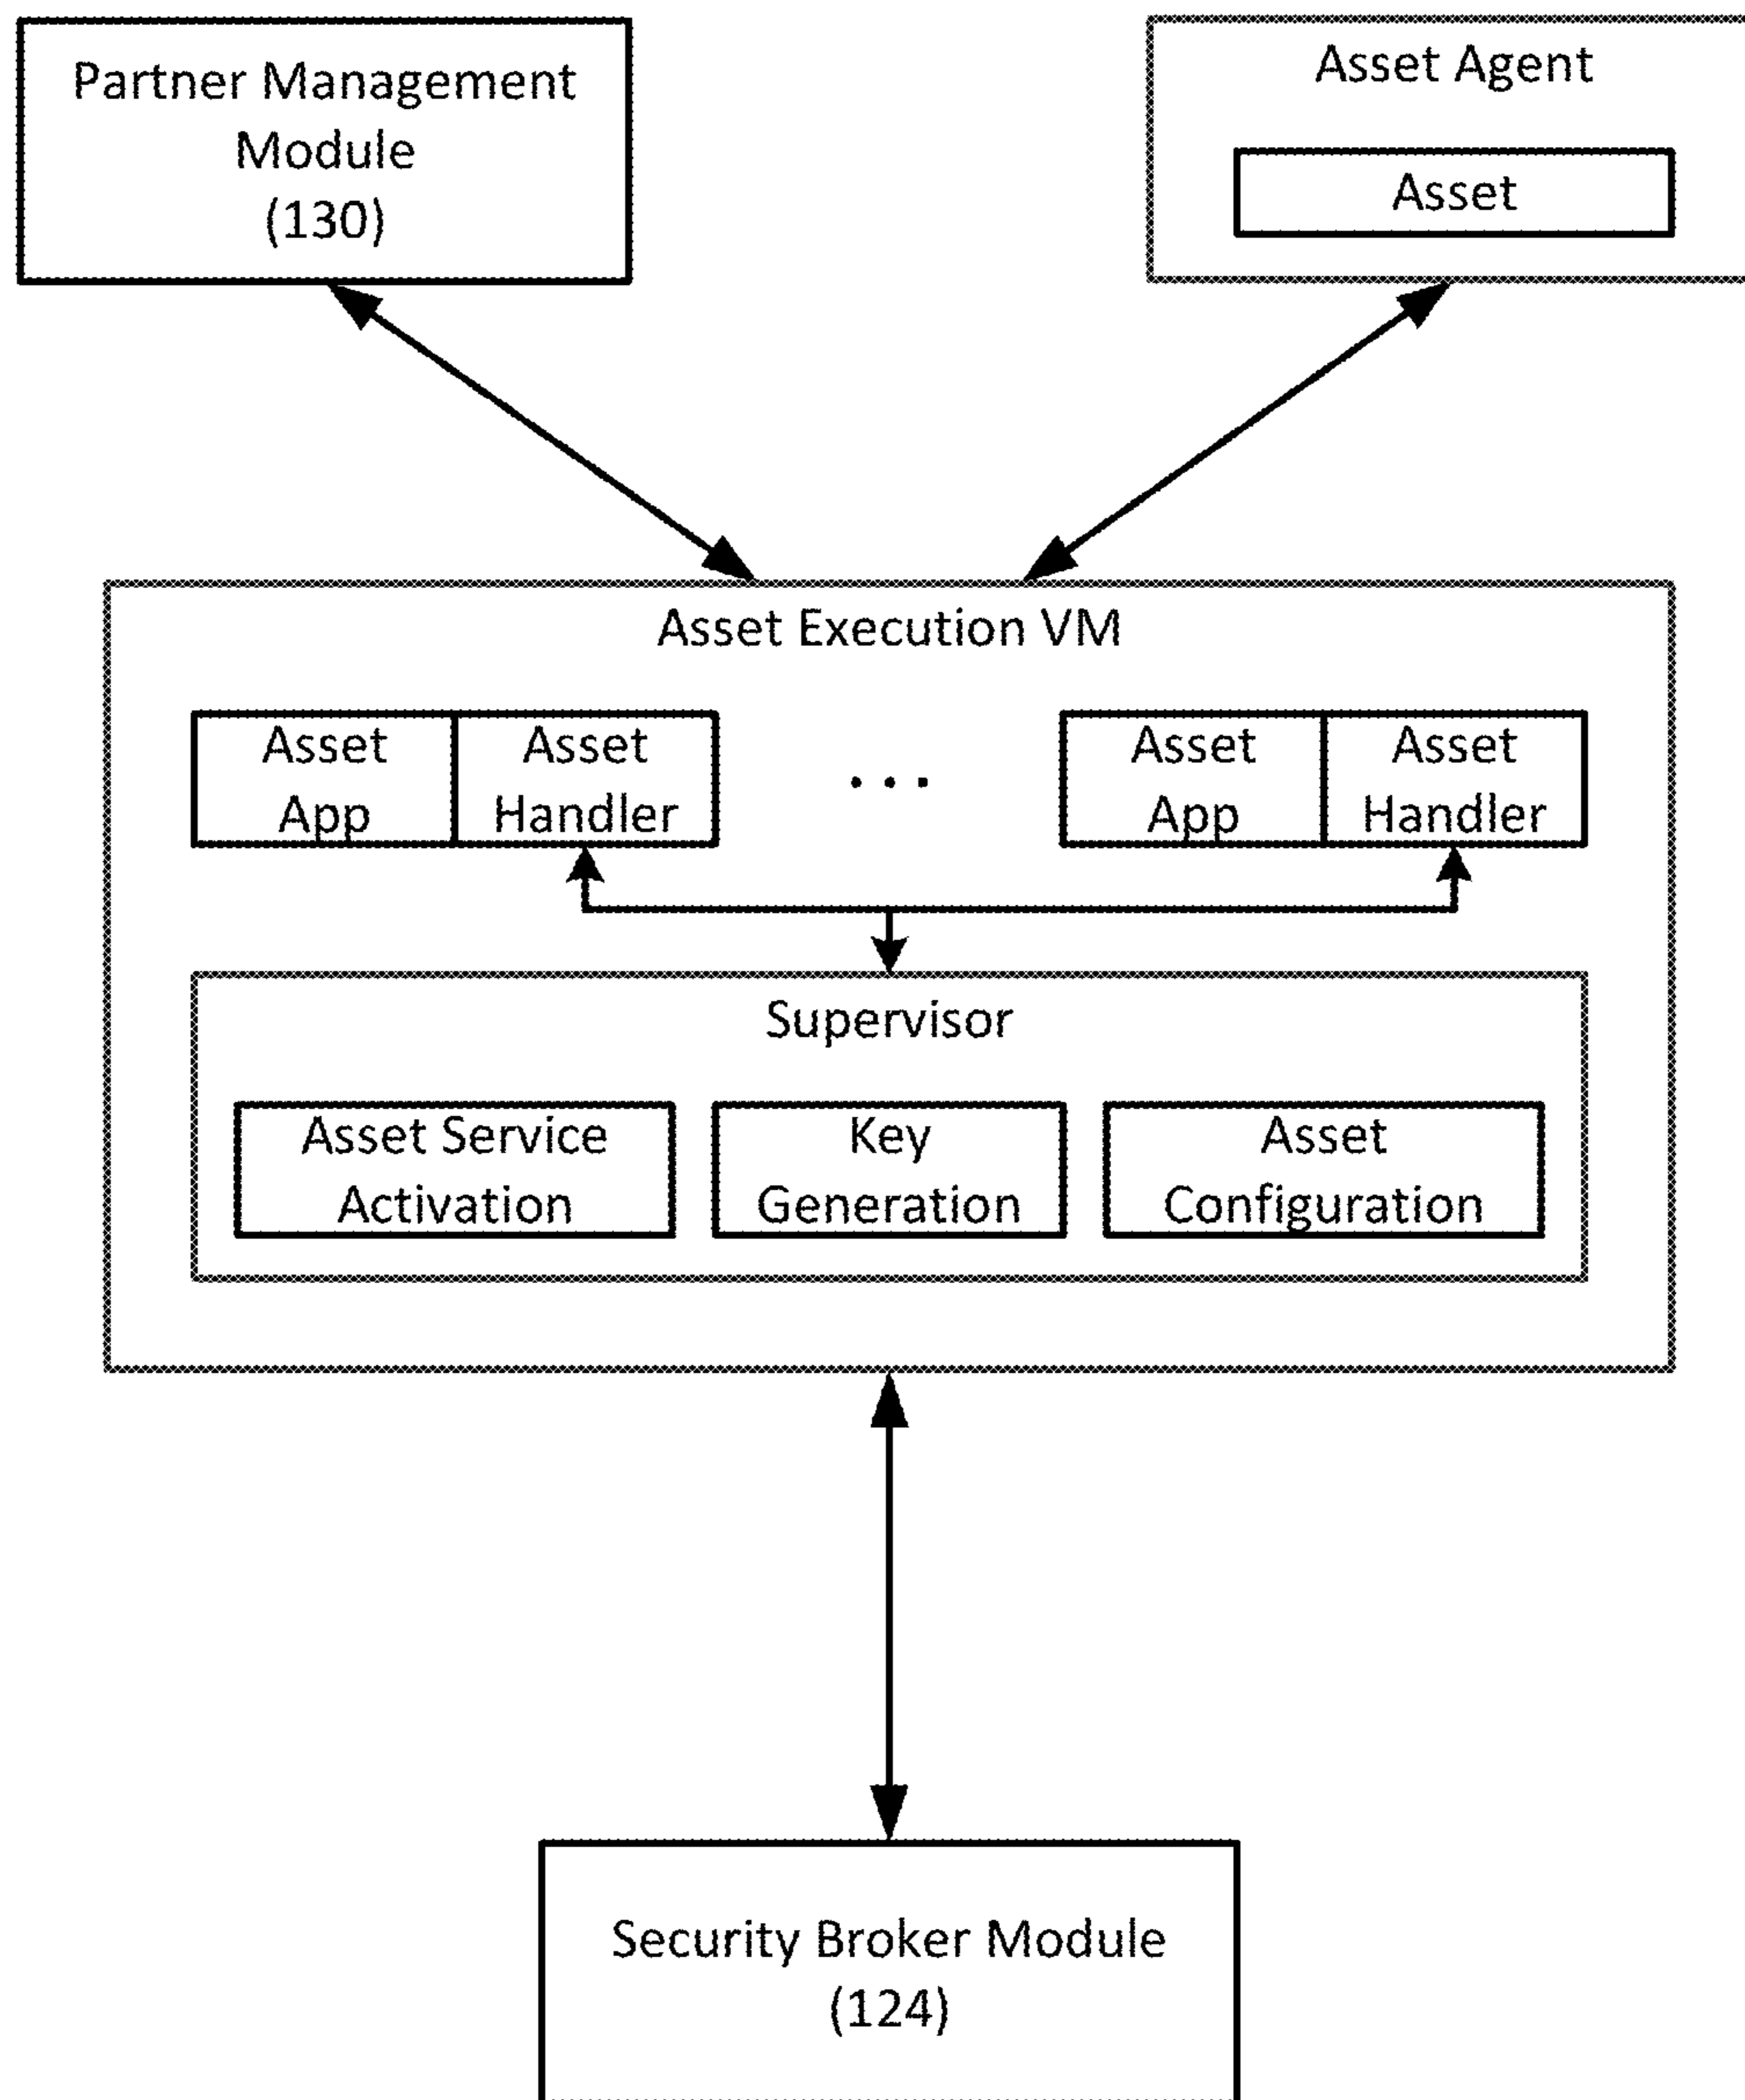 Partner Management
Module
(130)
Asset Agent
Asset
Asset Execution VM
Asset
App
Asset
Handler
...
Asset
App
Asset
Handler
Supervisor
Asset Service
Activation
Key
Generation
Asset
Configuration
Security Broker Module
(124)